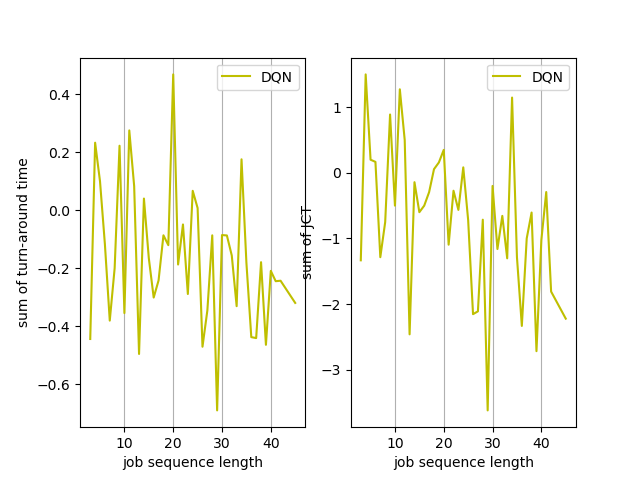 DQN
0.4
0.2
0.0
−0.2
−0.4
−0.6
sum of turn-around time
10 20 30 40
job sequence length
DQN
1
0
−1
−2
−3
sum of JCT
10 20 30 40
job sequence length